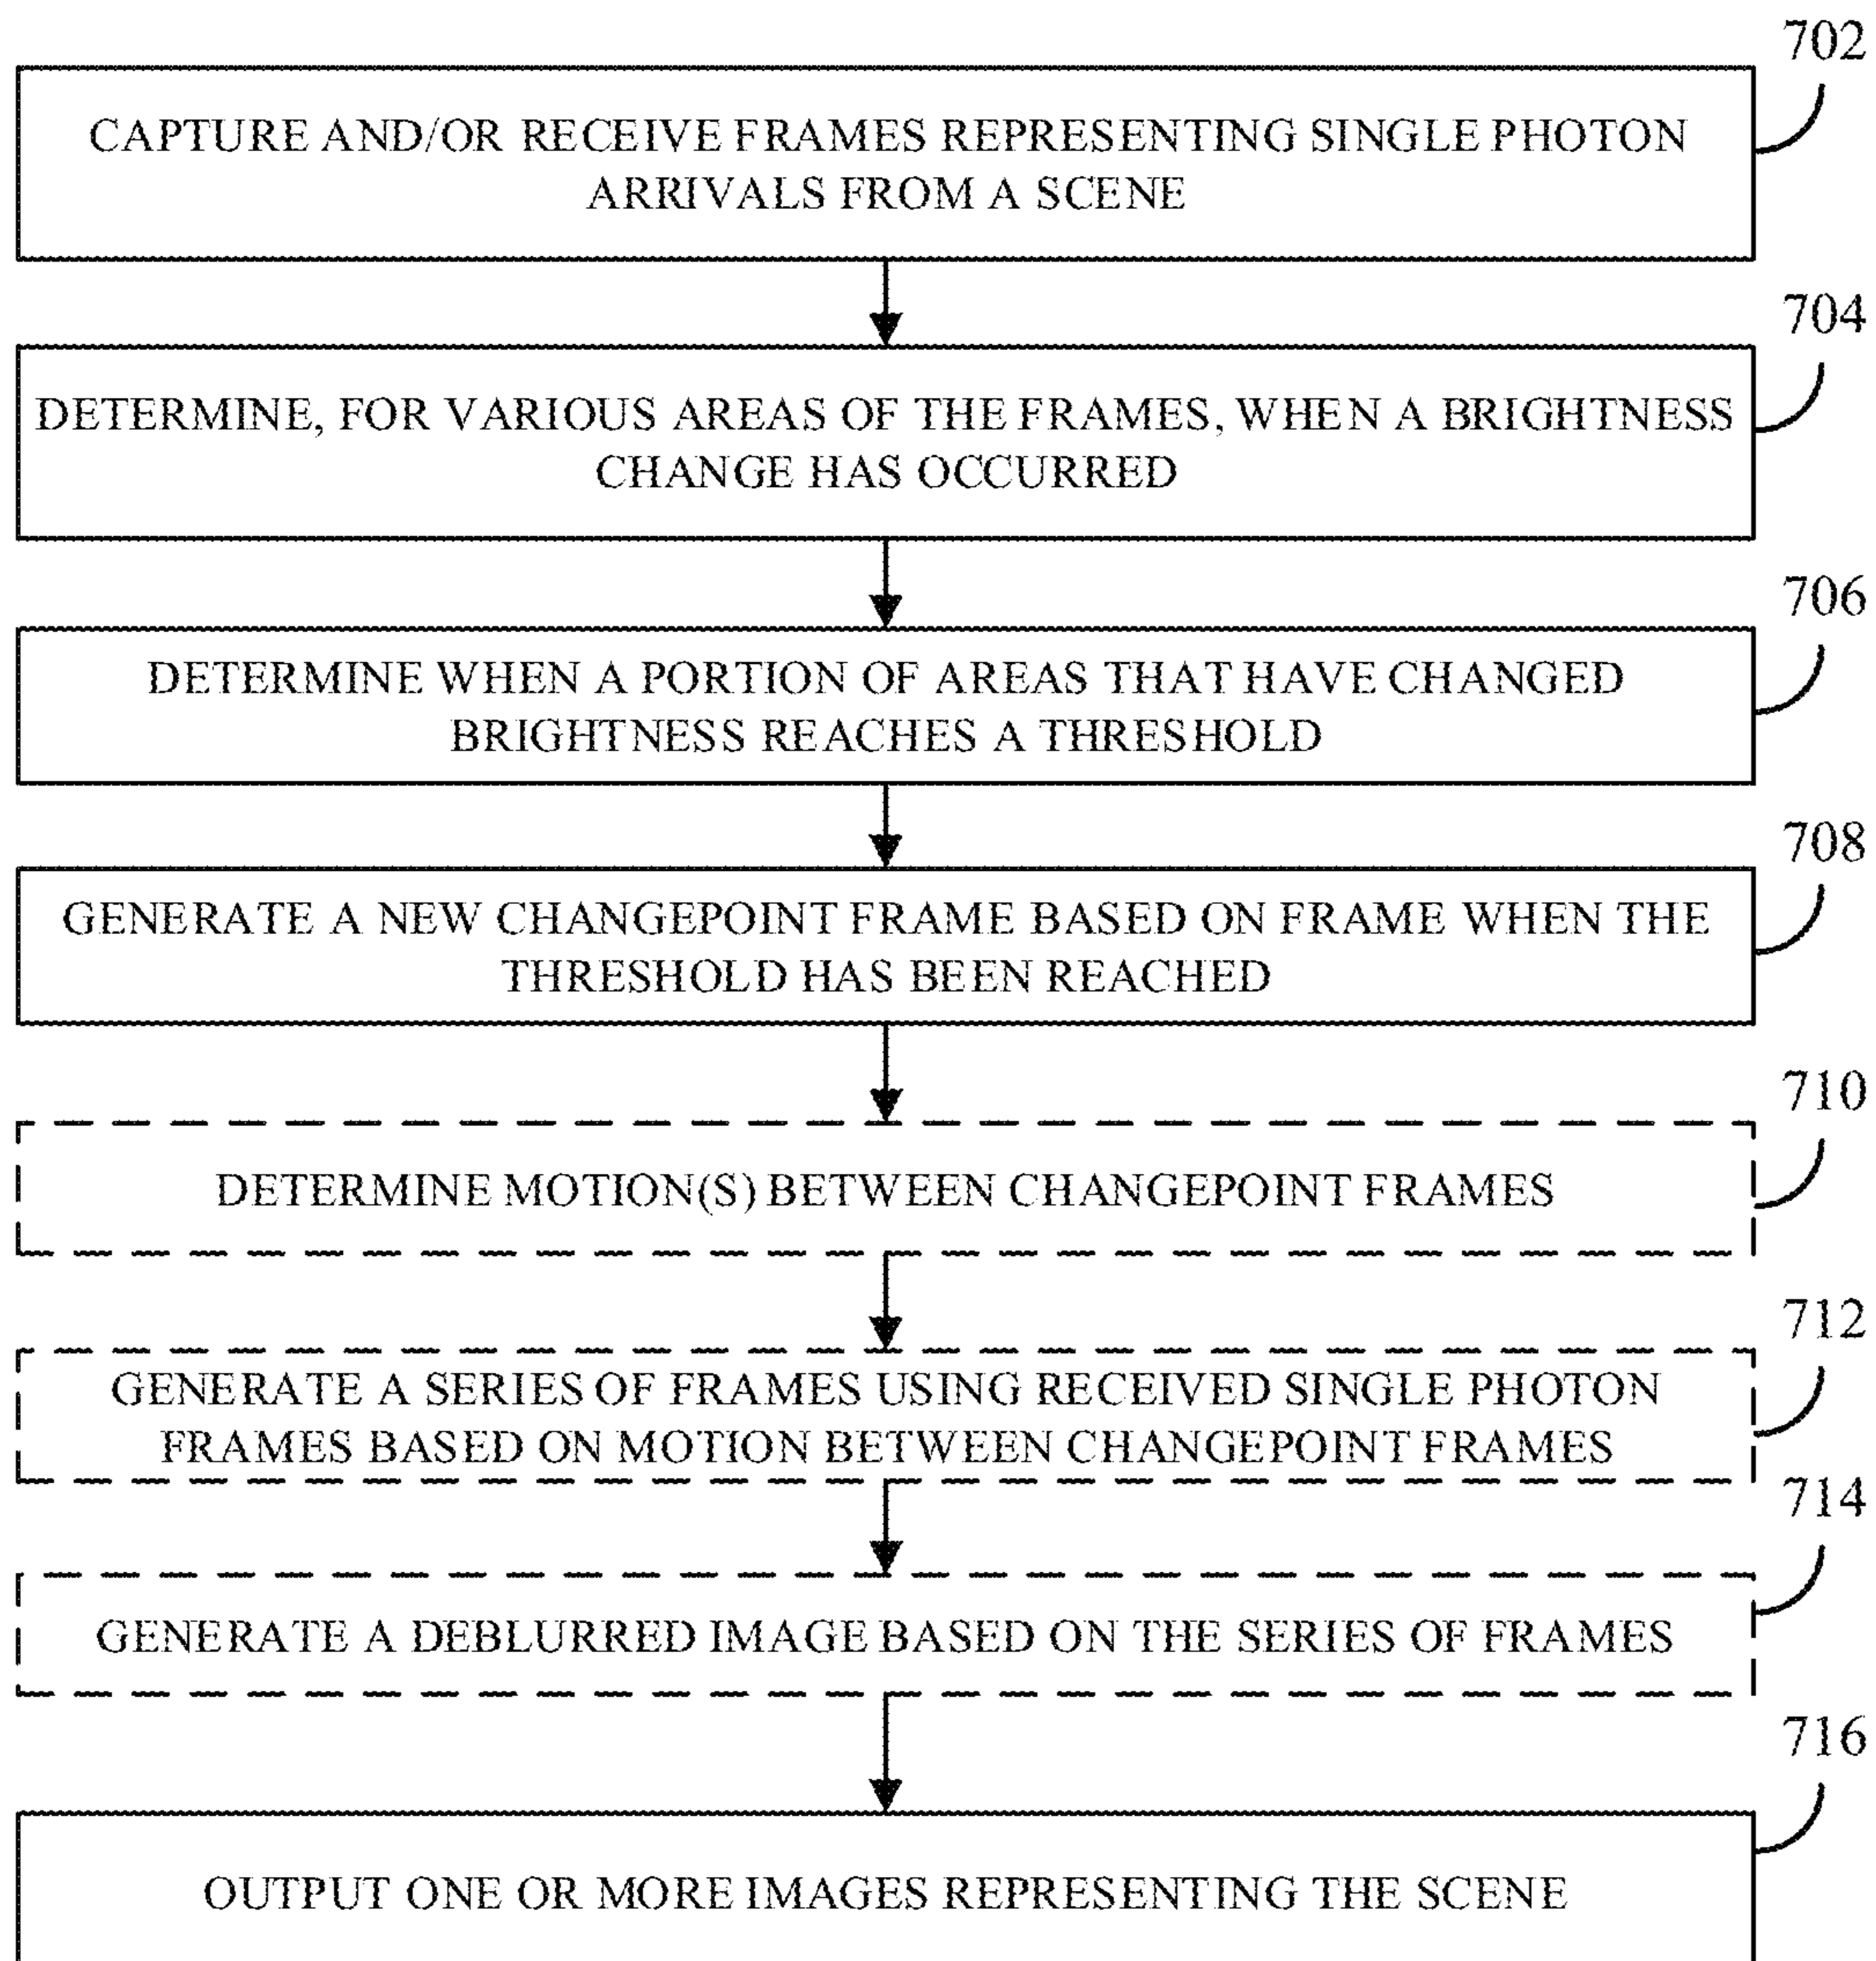 702
CAPTURE AND/OR RECEIVE FRAMES REPRESENTING SINGLE PHOTON
ARRIVALS FROM A SCENE
704
DETERMINE, FOR VARIOUS AREAS OF THE FRAMES, WHEN A BRIGHTNESS
CHANGE HAS OCCURRED
706
DETERMINE WHEN A PORTION OF AREAS THAT HAVE CHANGED
BRIGHTNESS REACHES A THRESHOLD
708
GENERATE A NEW CHANGEPOINT FRAME BASED ON FRAME WHEN THE
THRESHOLD HAS BEEN REACHED
710
DETERMINE MOTION(S) BETWEEN CHANGEPOINT FRAMES
712
GENERATE A SERIES OF FRAMES USING RECEIVED SINGLE PHOTON
FRAMES BASED ON MOTION BETWEEN CHANGEPOINT FRAMES
714
GENERATE A DEBLURRED IMAGE BASED ON THE SERIES OF FRAMES
716
OUTPUT ONE OR MORE IMAGES REPRESENTING THE SCENE